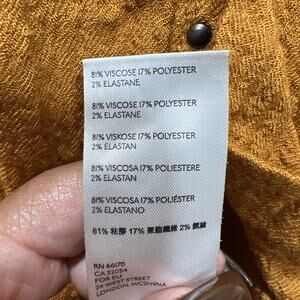 81% VISCOSE 17% POLYESTER
2% ELASTANE
81% VISCOSE 17% POLYESTER
2% ELASTANE
81% VISKOSE 17% POLYESTER
2% ELASTAN
81% VISCOSA 17% POLIESTERE
2% ELASTAN
81% VISCOSA 17% POLIÉSTER
2% ELASTANO
81% 粘膠 17% 聚酯纖維 2% 氨綸
RN 66170
CA 32054
FOR EU
24 WEST STREET
LONDON, WC2H9NA